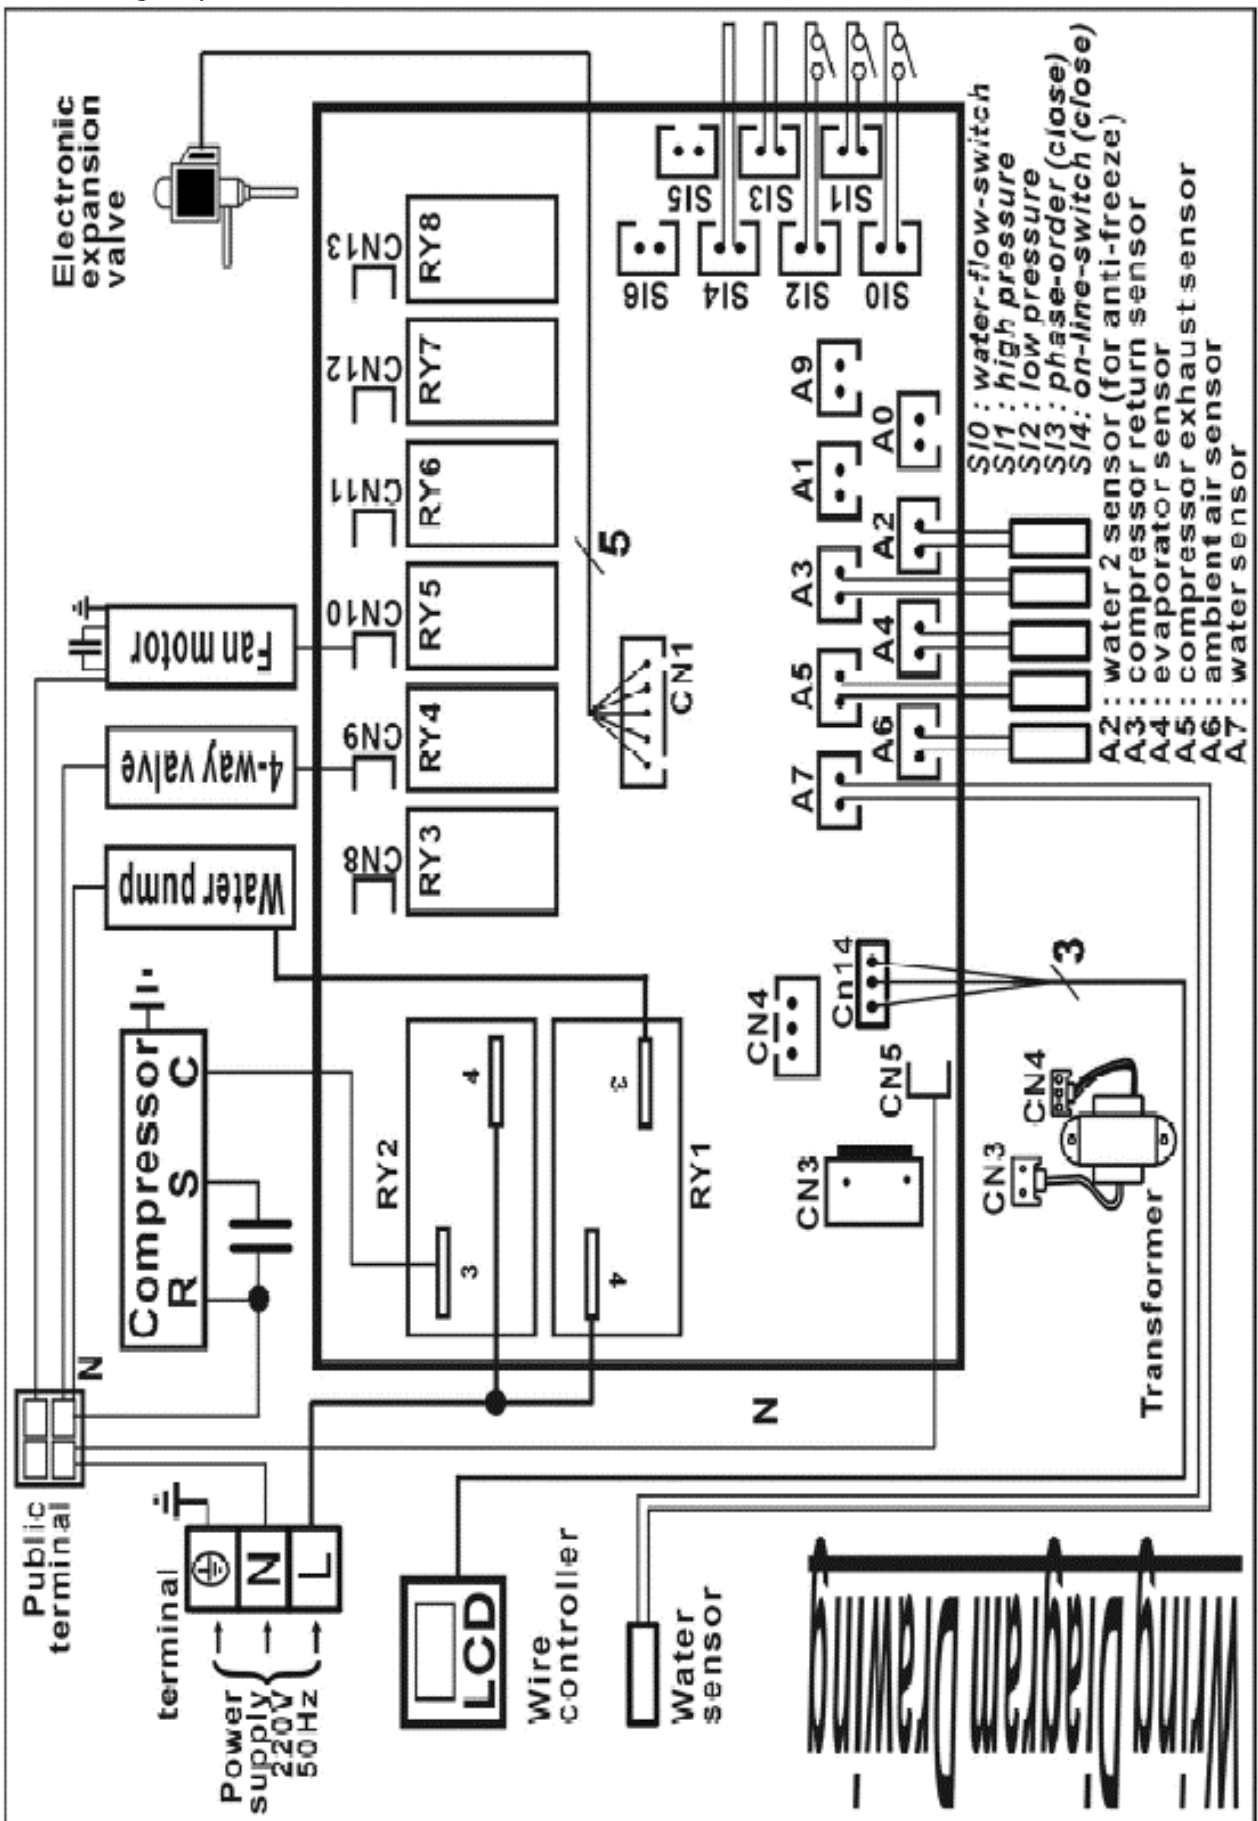 Electronic
expansion
valve
Fan motor
4-way valve
Water pump
Compressor
R S C
N
Public
terminal
terminal
N
L
Power
supply
220V
50Hz
CN8
CN9
CN10
CN11
CN12
CN13
RY3
RY4
RY5
RY6
RY7
RY8
RY2
3
4
RY1
4
3
5
CN1
SI6
SI5
SI4
SI3
SI2
SI1
SI0
A7
A6
A5
A4
A3
A2
A1
A0
A9
CN4
Cn14
CN5
CN3
3
N
SI0 : water-flow-switch
SI1 : high pressure
SI2 : low pressure
SI3 : phase-order (close)
SI4: on-line-switch (close)
A2 : water 2 sensor (for anti-freeze)
A3 : compressor return sensor
A4 : evaporator sensor
A5 : compressor exhaust sensor
A6 : ambient air sensor
A7 : water sensor
CN3
CN4
Transformer
LCD
Wire
controller
Water
sensor
Wiring Diagram Drawing